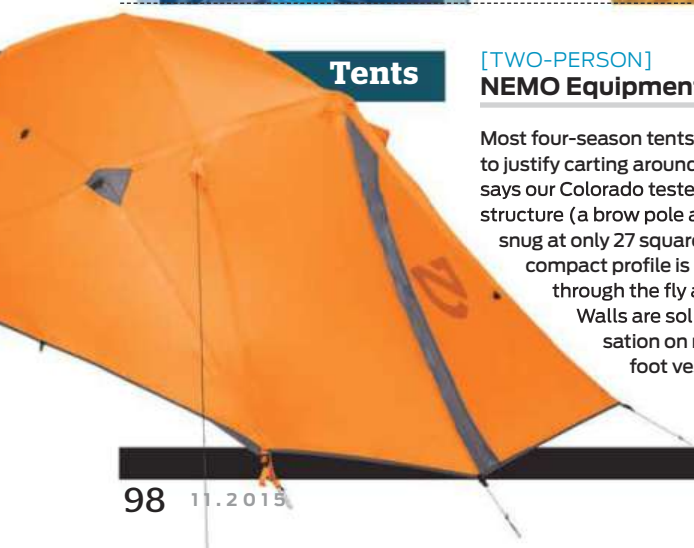 Tents
[TWO-PERSON]
NEMO Equipment
Most four-season tents
to justify carting around
says our Colorado teste
structure (a brow pole a
snug at only 27 square
compact profile is
through the fly a
Walls are sol
sation on
foot ve
98 11.2015